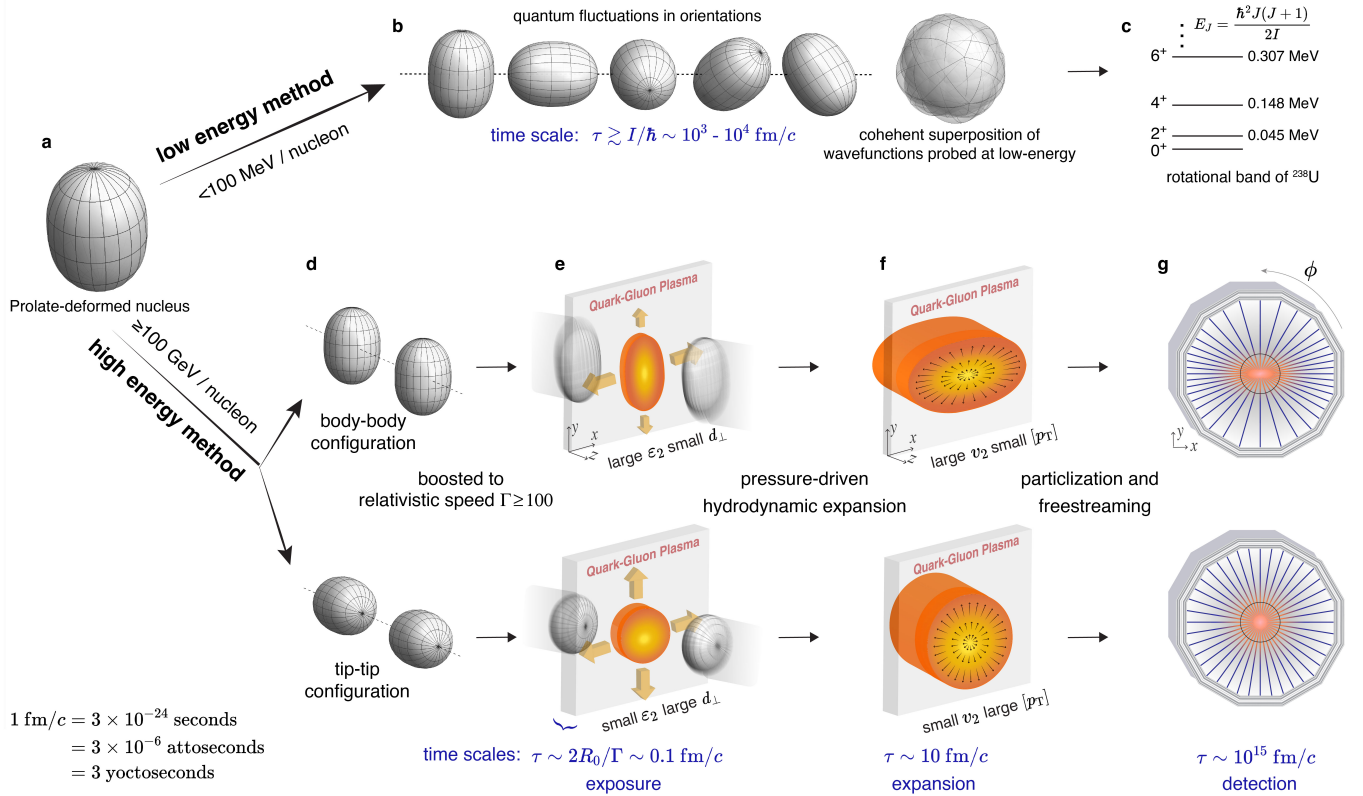 a
Prolate-deformed nucleus
low energy method
<100 MeV / nucleon
≥100 GeV / nucleon
high energy method
b
quantum fluctuations in orientations
time scale: τ ≳ I/ℏ ∼ 10³ - 10⁴ fm/c
cohehent superposition of
wavefunctions probed at low-energy
c
E_J = ℏ²J(J + 1) / 2I
6⁺ 0.307 MeV
4⁺ 0.148 MeV
2⁺ 0.045 MeV
0⁺
rotational band of ²³⁸U
d
body-body
configuration
boosted to
relativistic speed Γ≥100
tip-tip
configuration
e
Quark-Gluon Plasma
y
x
z
large ε₂ small d⊥
pressure-driven
hydrodynamic expansion
Quark-Gluon Plasma
small ε₂ large d⊥
f
Quark-Gluon Plasma
y
x
z
large v₂ small [p_T]
particlization and
freestreaming
Quark-Gluon Plasma
small v₂ large [p_T]
g
ϕ
y
x
1 fm/c = 3 × 10⁻²⁴ seconds
= 3 × 10⁻⁶ attoseconds
= 3 yoctoseconds
time scales: τ ∼ 2R₀/Γ ∼ 0.1 fm/c
exposure
τ ∼ 10 fm/c
expansion
τ ∼ 10¹⁵ fm/c
detection